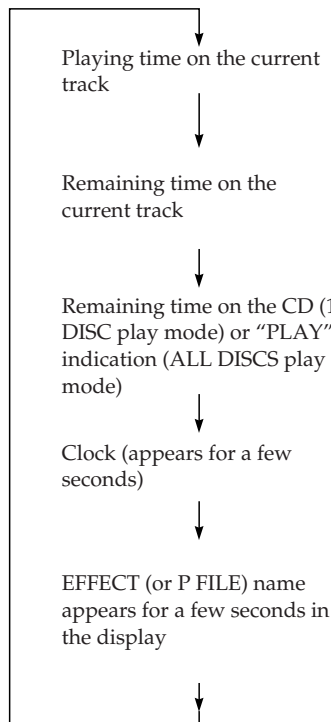 Playing time on the current
track
Remaining time on the
current track
Remaining time on the CD (1
DISC play mode) or “PLAY”
indication (ALL DISCS play
mode)
Clock (appears for a few
seconds)
EFFECT (or P FILE) name
appears for a few seconds in
the display